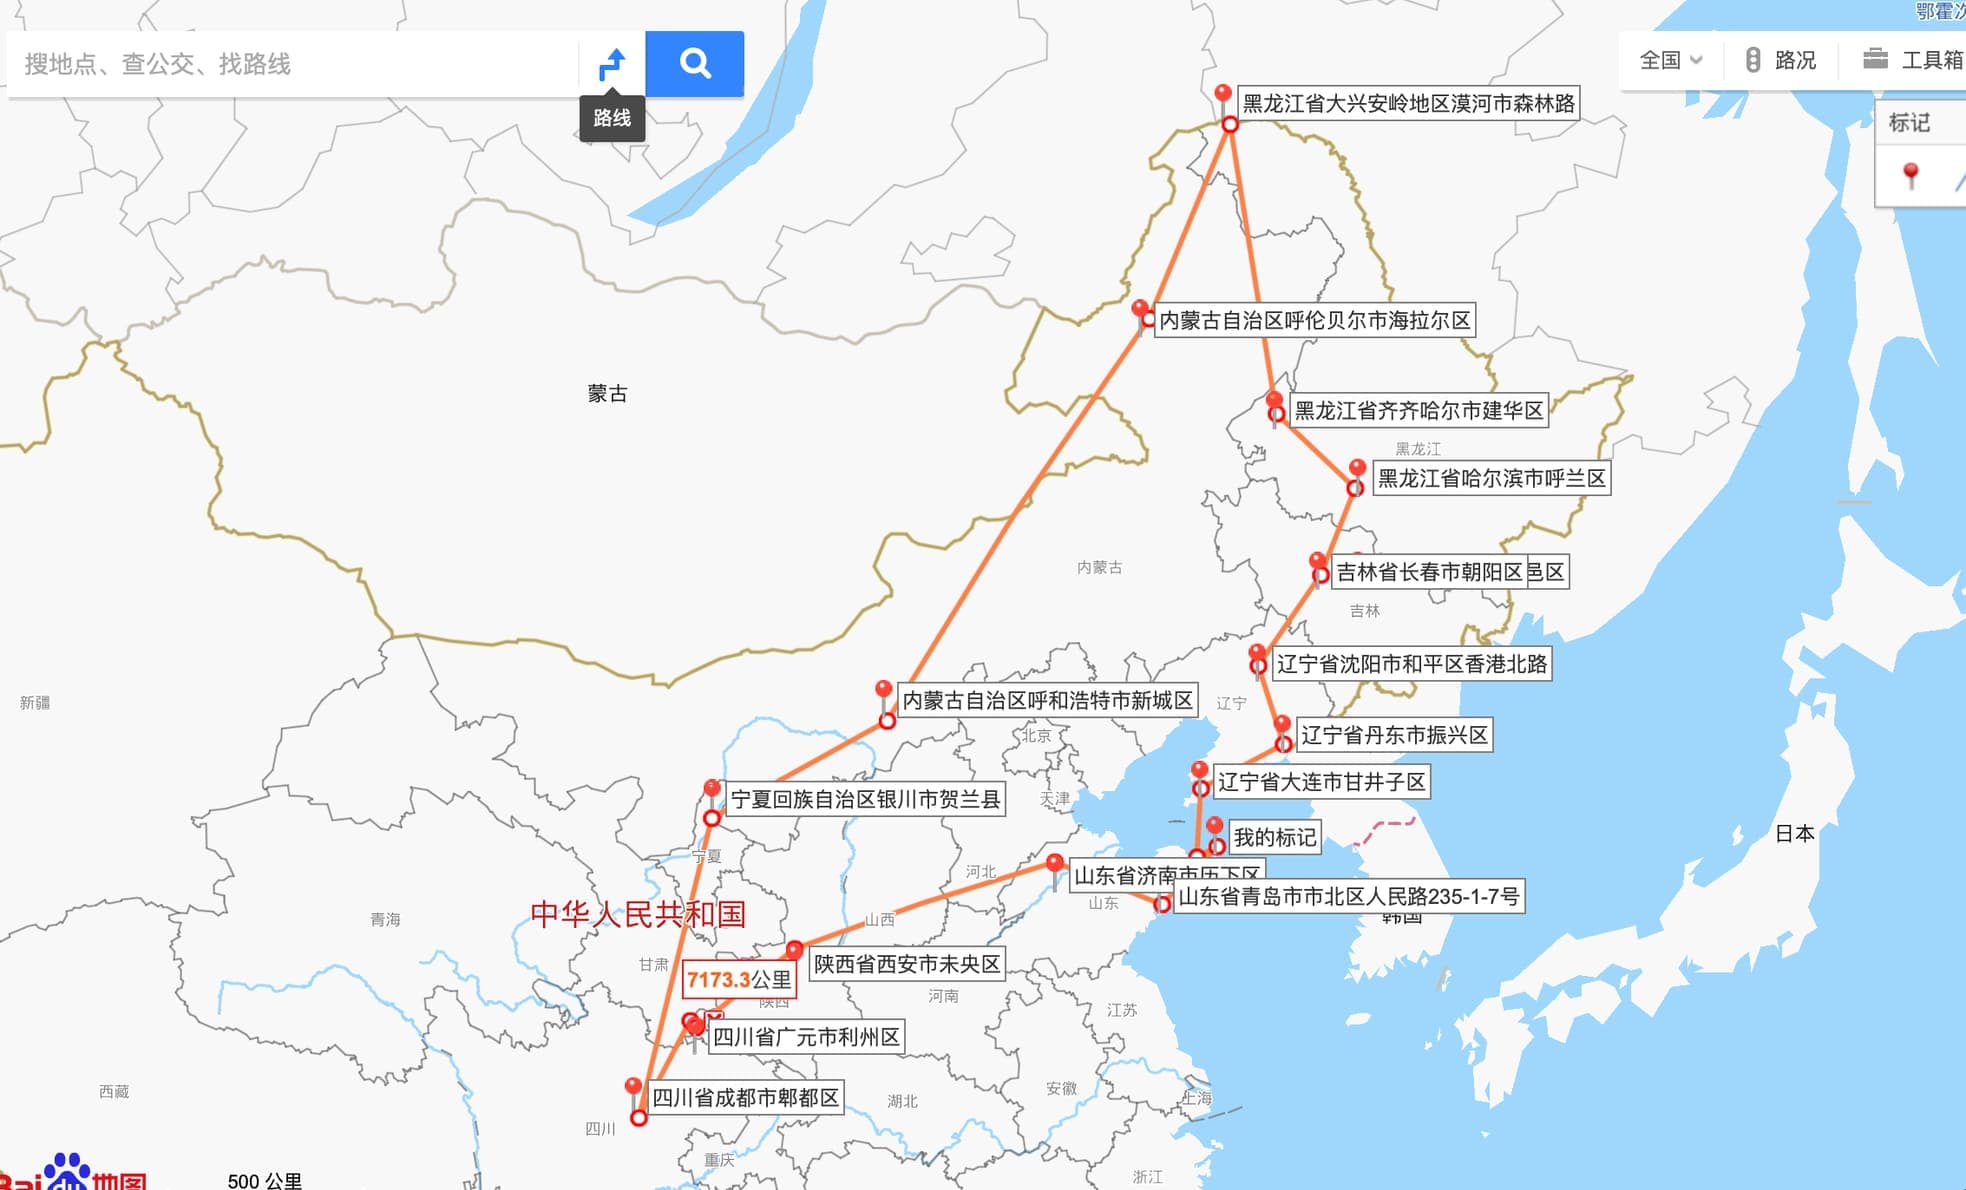 鄂霍次
搜地点、查公交、找路线
路线
全国
路况
工具箱
标记
黑龙江省大兴安岭地区漠河市森林路
内蒙古自治区呼伦贝尔市海拉尔区
蒙古
黑龙江省齐齐哈尔市建华区
黑龙江
黑龙江省哈尔滨市呼兰区
内蒙古
吉林省长春市朝阳区
邑区
吉林
辽宁省沈阳市和平区香港北路
新疆
内蒙古自治区呼和浩特市新城区
辽宁
北京
辽宁省丹东市振兴区
辽宁省大连市甘井子区
宁夏回族自治区银川市贺兰县
天津
我的标记
日本
宁夏
河北
山东省济南市历下区
山东省青岛市市北区人民路235-1-7号
山东
韩国
中华人民共和国
青海
山西
甘肃
陕西省西安市未央区
7173.3公里
陕西
河南
江苏
四川省广元市利州区
西藏
四川省成都市郫都区
安徽
上海
湖北
四川
重庆
浙江
Bai du 地图
500 公里